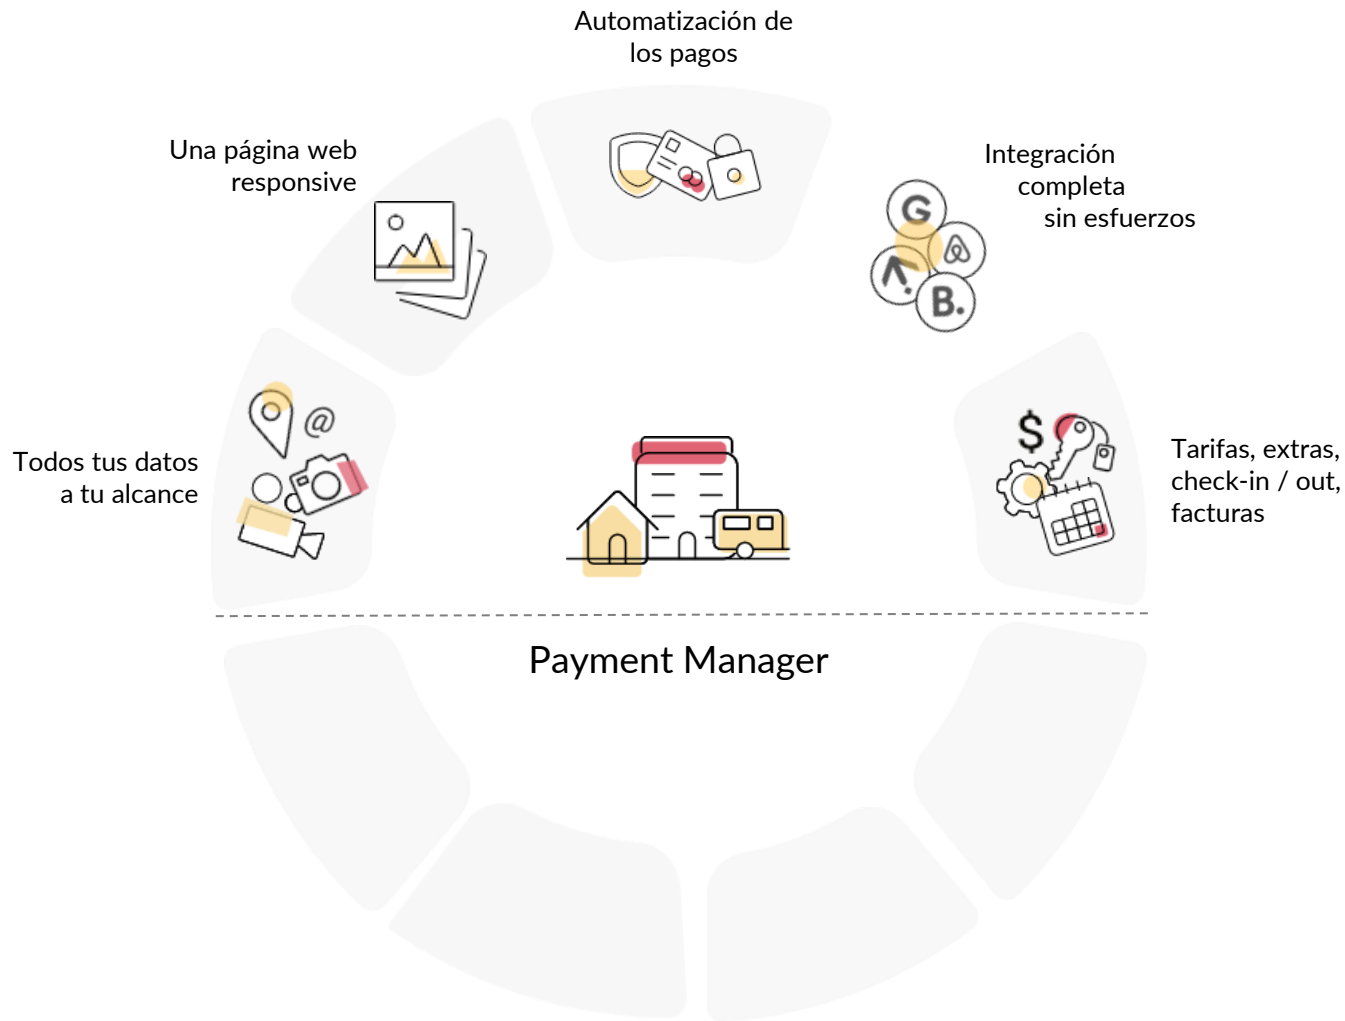 Automatización de
los pagos
Una página web
responsive
Integración
completa
sin esfuerzos
G
B.
Todos tus datos
a tu alcance
@
$
Tarifas, extras,
check-in / out,
facturas
Payment Manager